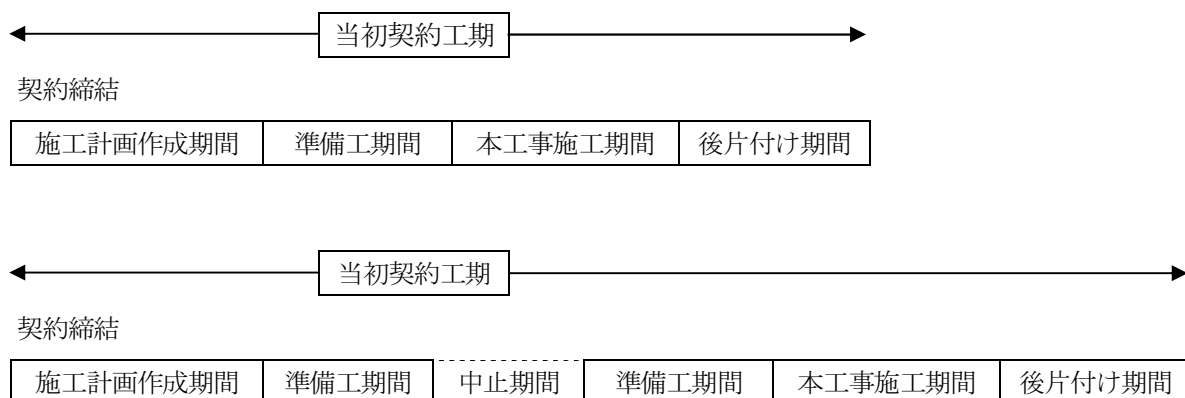 当初契約工期
契約締結
施工計画作成期間 準備工期間 本工事施工期間 後片付け期間
当初契約工期
契約締結
施工計画作成期間 準備工期間 中止期間 準備工期間 本工事施工期間 後片付け期間